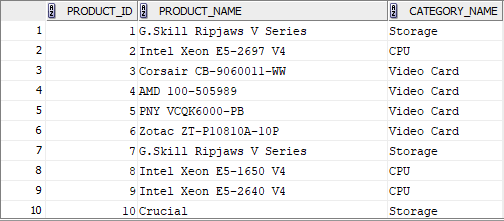 PRODUCT_ID PRODUCT_NAME CATEGORY_NAME
1 1 G.Skill Ripjaws V Series Storage
2 2 Intel Xeon E5-2697 V4 CPU
3 3 Corsair CB-9060011-WW Video Card
4 4 AMD 100-505989 Video Card
5 5 PNY VCQK6000-PB Video Card
6 6 Zotac ZT-P10810A-10P Video Card
7 7 G.Skill Ripjaws V Series Storage
8 8 Intel Xeon E5-1650 V4 CPU
9 9 Intel Xeon E5-2640 V4 CPU
10 10 Crucial Storage